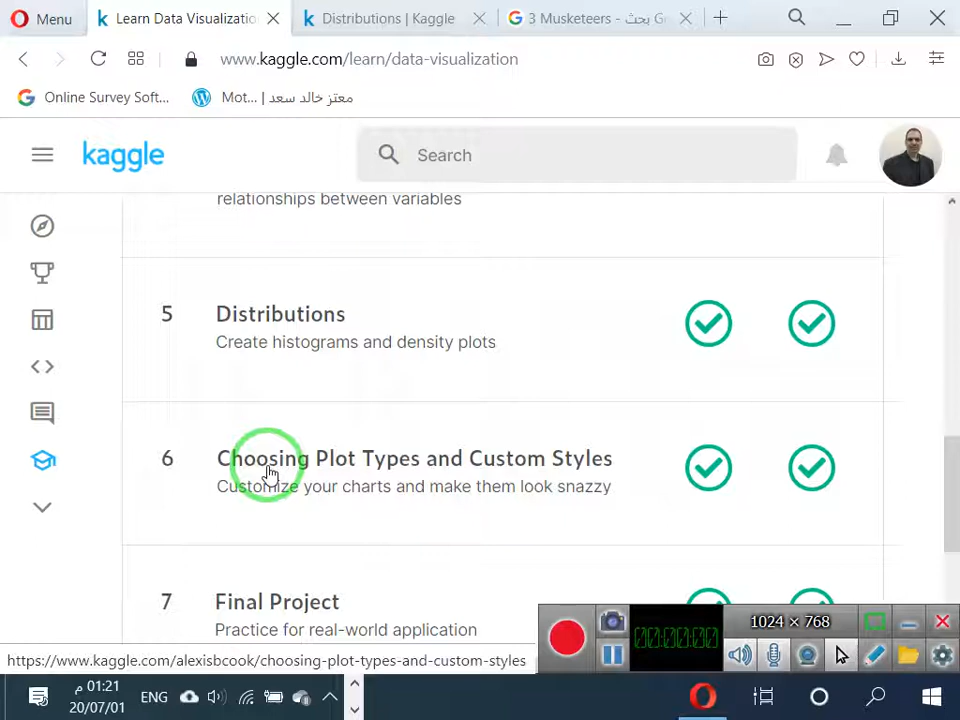 Menu
Learn Data Visualizatio
Distributions | Kaggle
3 Musketeers - بحث Go
www.kaggle.com/learn/data-visualization
Online Survey Soft...
Mot... | معتز خالد سعد
kaggle
Search
relationships between variables
5
Distributions
Create histograms and density plots
6
Choosing Plot Types and Custom Styles
Customize your charts and make them look snazzy
7
Final Project
Practice for real-world application
1024 × 768
https://www.kaggle.com/alexisbcook/choosing-plot-types-and-custom-styles
01:21 م
20/07/01
ENG